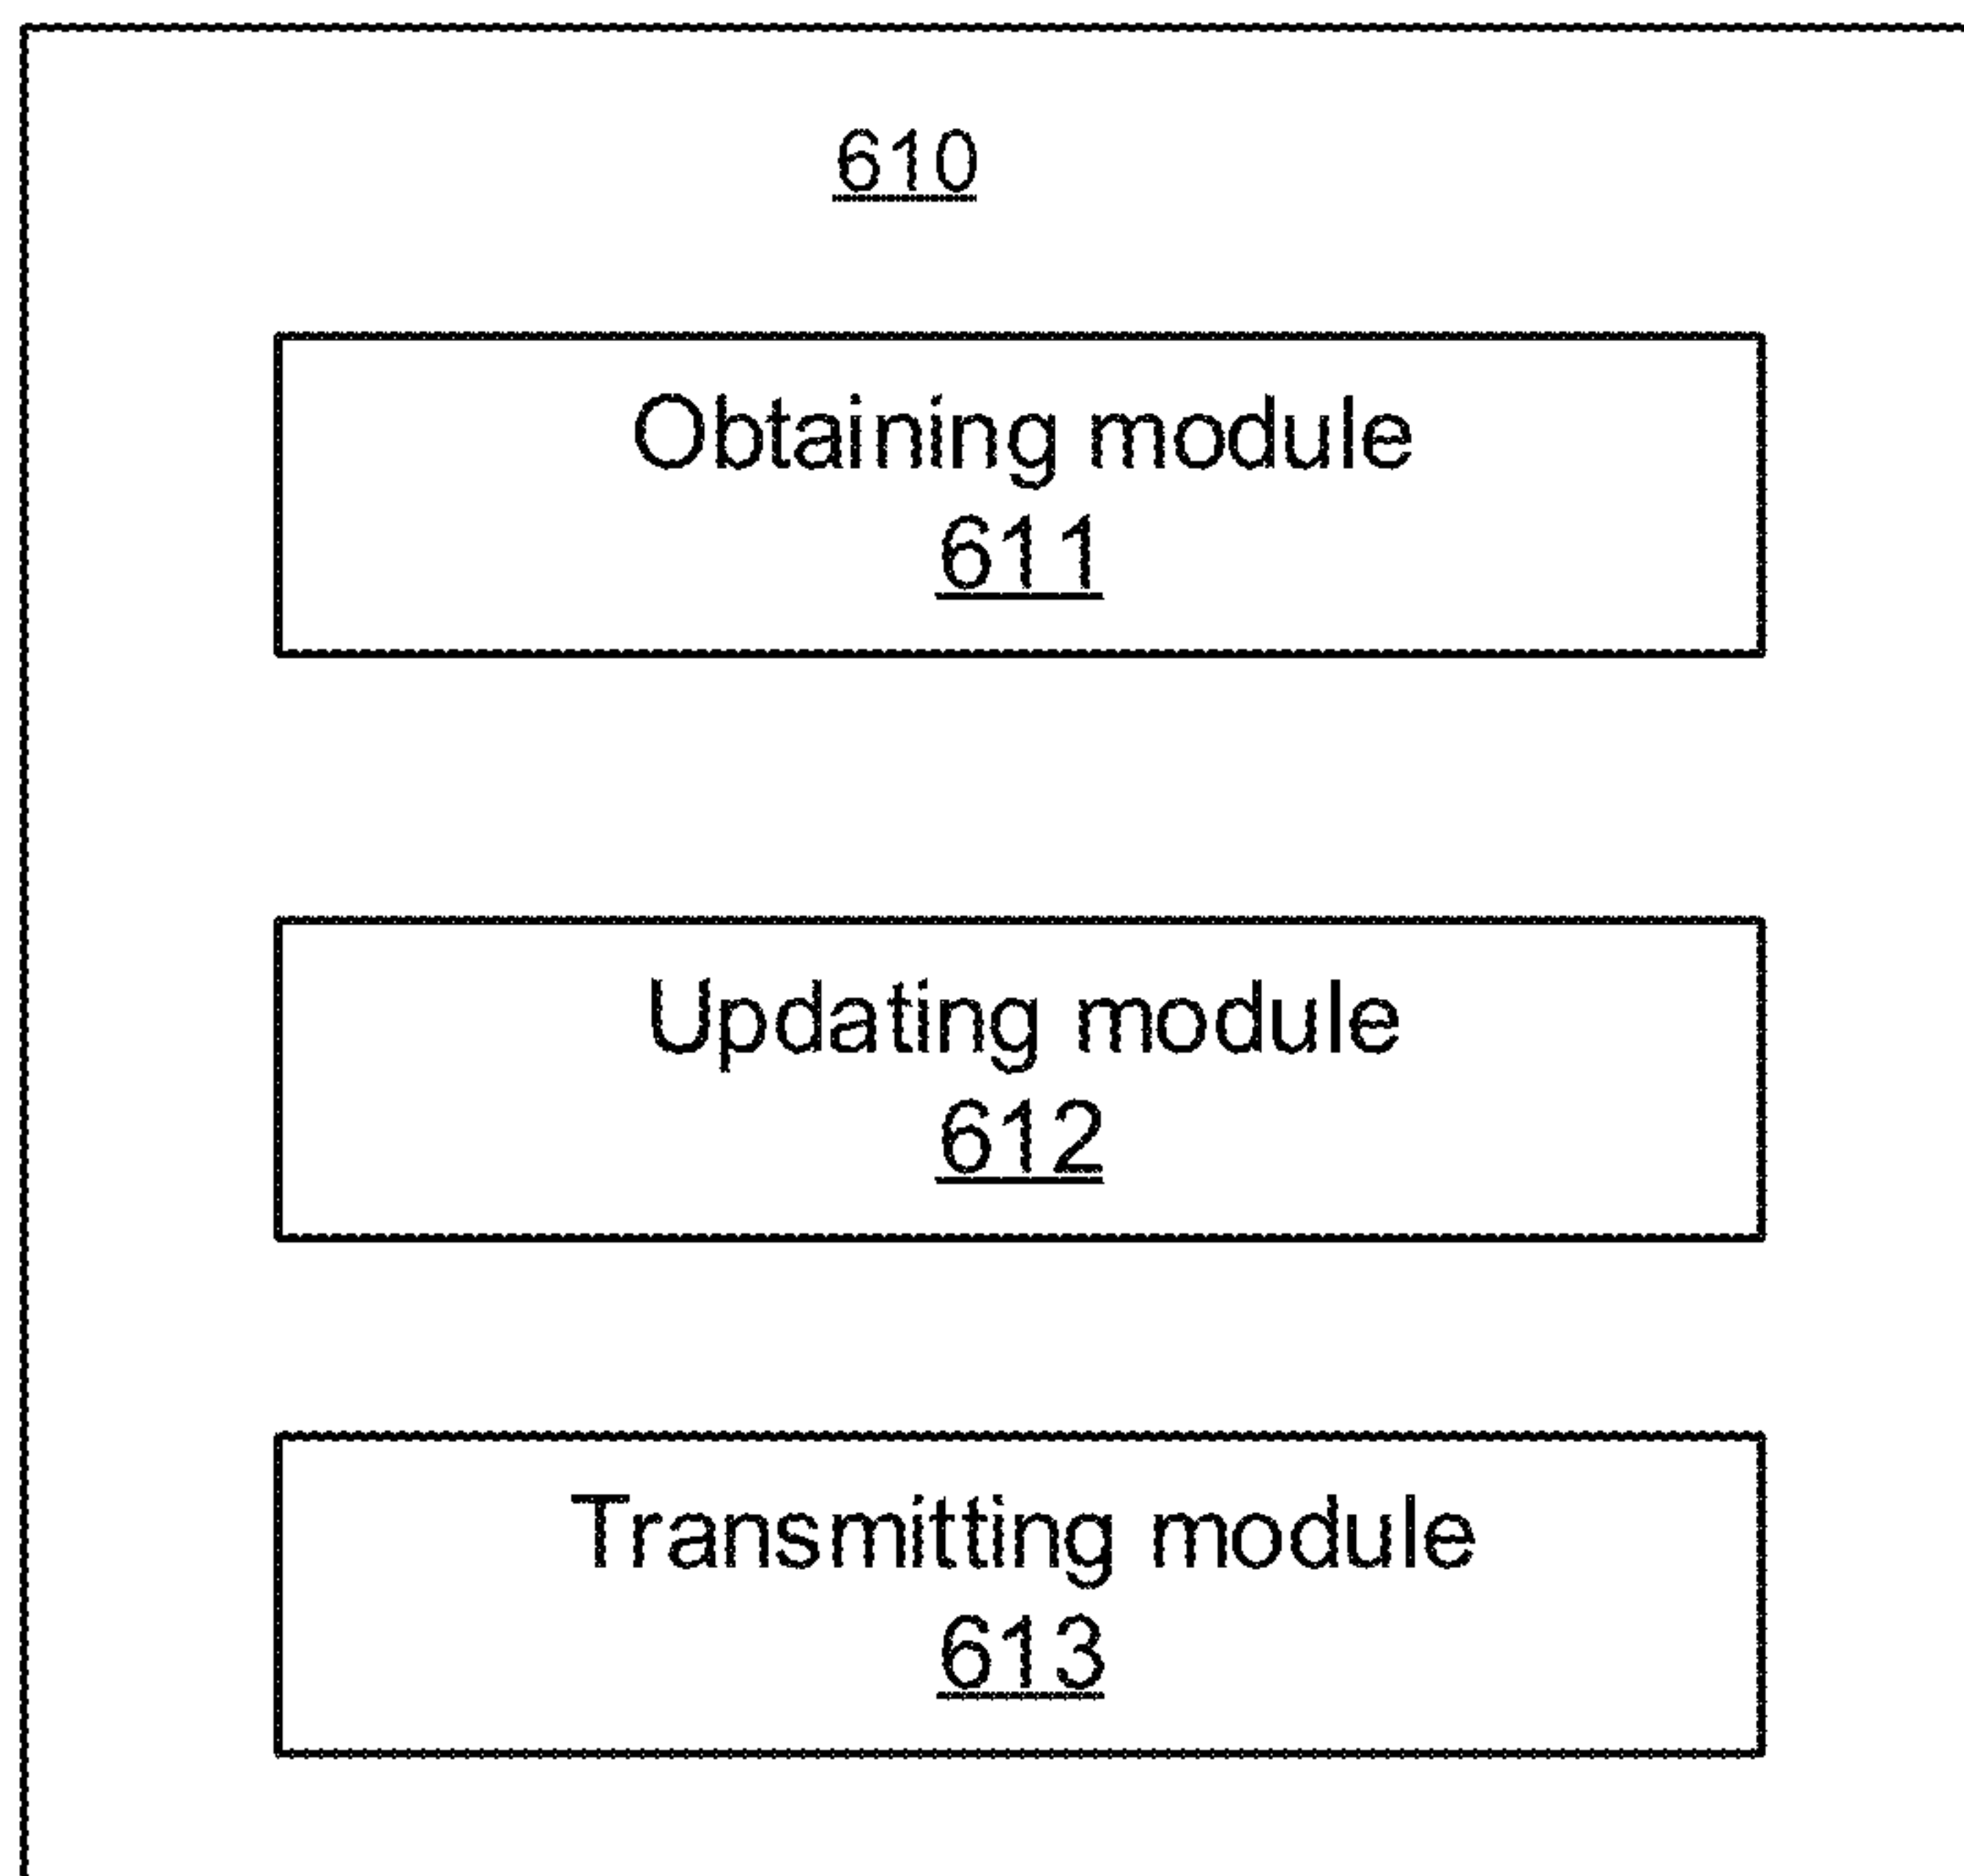 610
Obtaining module
611
Updating module
612
Transmitting module
613